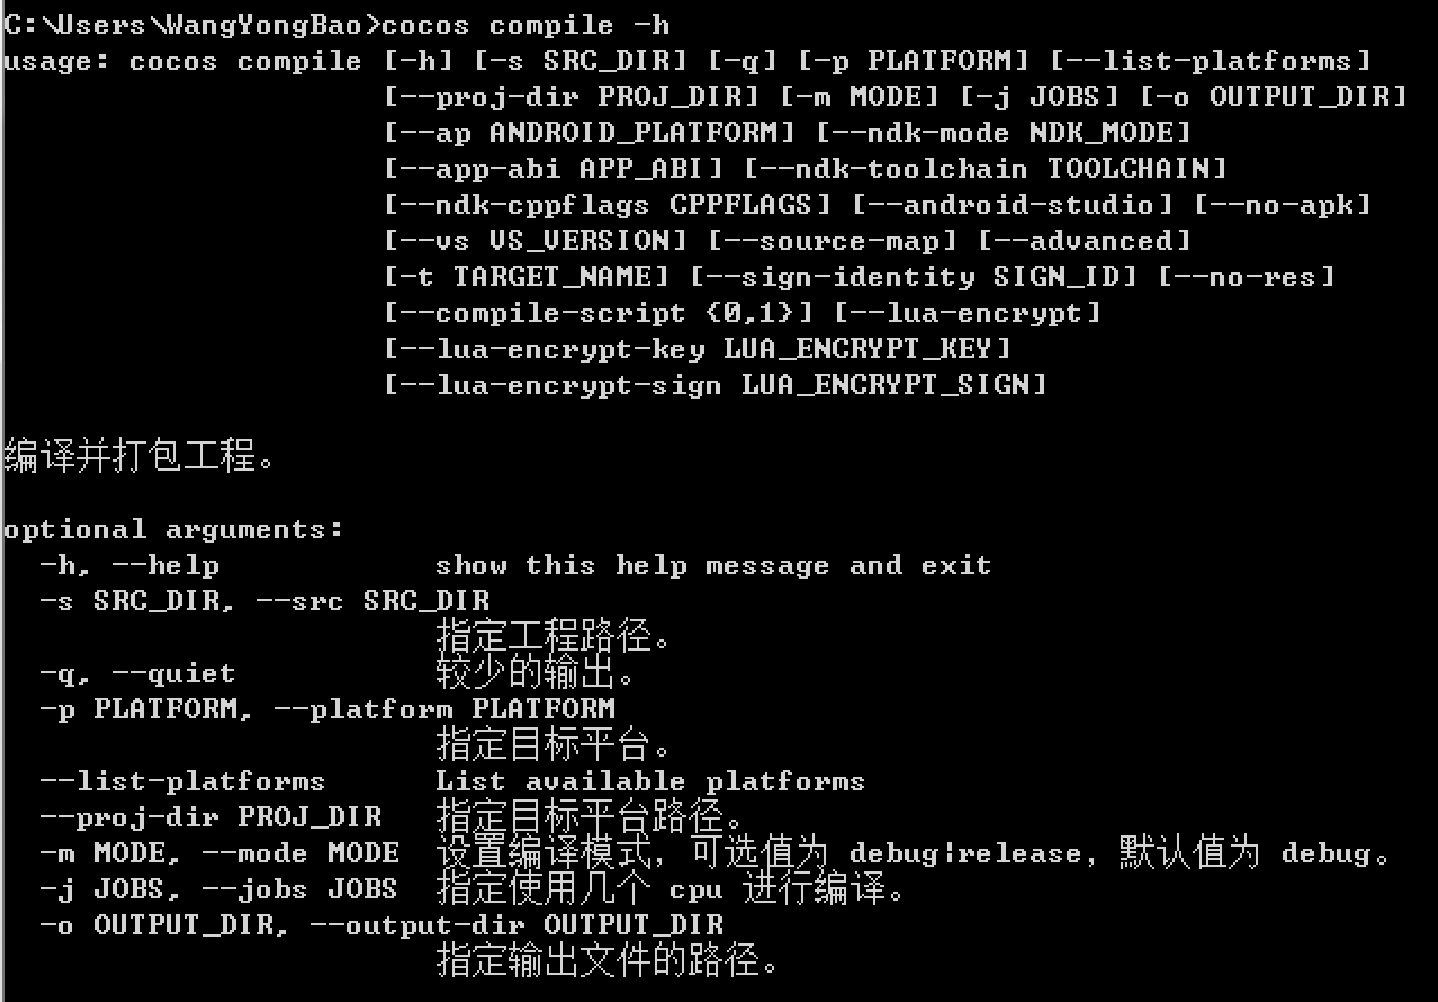 C:\Users\WangYongBao>cocos compile -h
usage: cocos compile [-h] [-s SRC_DIR] [-q] [-p PLATFORM] [--list-platforms]
[--proj-dir PROJ_DIR] [-m MODE] [-j JOBS] [-o OUTPUT_DIR]
[--ap ANDROID_PLATFORM] [--ndk-mode NDK_MODE]
[--app-abi APP_ABI] [--ndk-toolchain TOOLCHAIN]
[--ndk-cppflags CPPFLAGS] [--android-studio] [--no-apk]
[--vs VS_VERSION] [--source-map] [--advanced]
[-t TARGET_NAME] [--sign-identity SIGN_ID] [--no-res]
[--compile-script {0,1}] [--lua-encrypt]
[--lua-encrypt-key LUA_ENCRYPT_KEY]
[--lua-encrypt-sign LUA_ENCRYPT_SIGN]
编译并打包工程。
optional arguments:
-h, --help show this help message and exit
-s SRC_DIR, --src SRC_DIR
指定工程路径。
-q, --quiet 较少的输出。
-p PLATFORM, --platform PLATFORM
指定目标平台。
--list-platforms List available platforms
--proj-dir PROJ_DIR 指定目标平台路径。
-m MODE, --mode MODE 设置编译模式, 可选值为 debug|release, 默认值为 debug。
-j JOBS, --jobs JOBS 指定使用几个 cpu 进行编译。
-o OUTPUT_DIR, --output-dir OUTPUT_DIR
指定输出文件的路径。